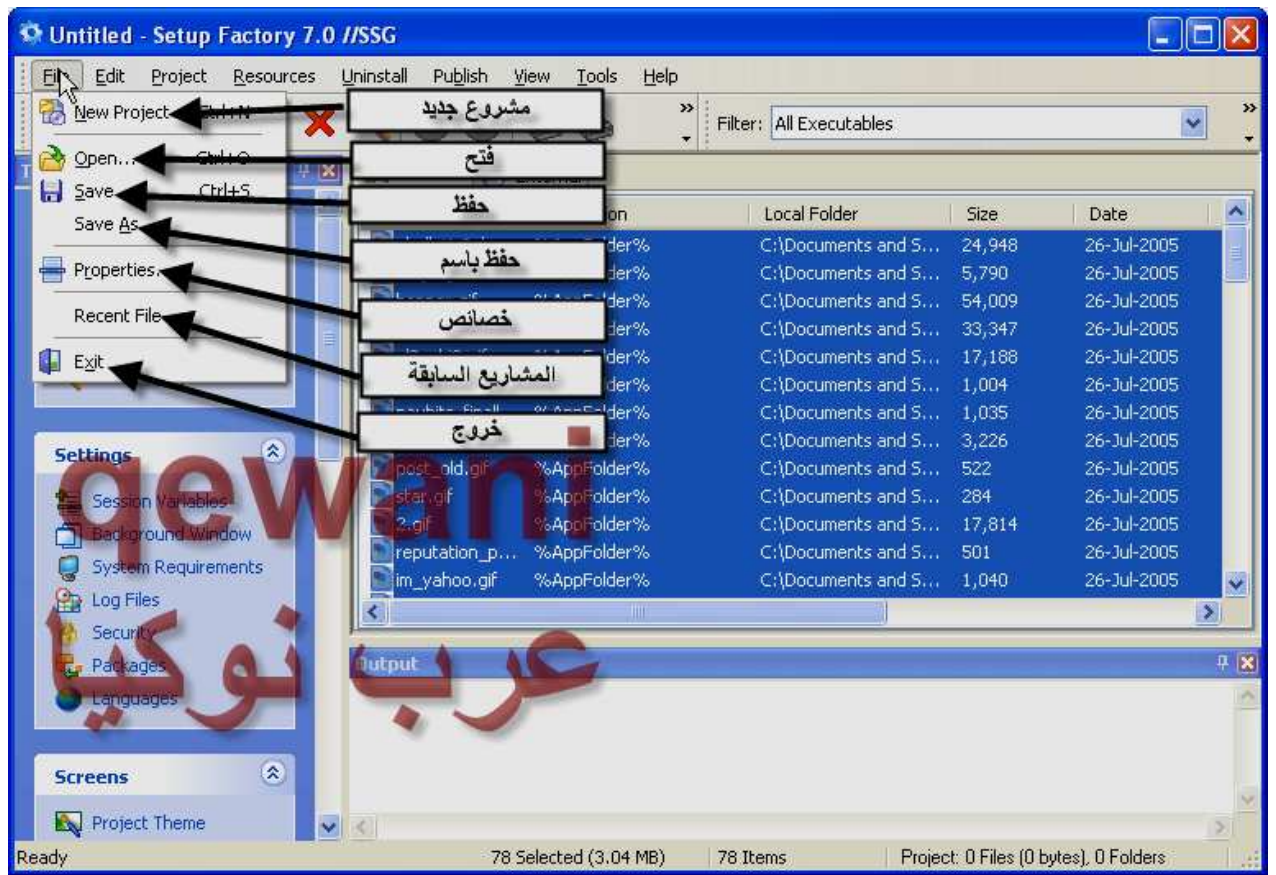 Untitled - Setup Factory 7.0 //SSG
File Edit Project Resources Uninstall Publish View Tools Help
New Project Ctrl+N مشروع جديد
Filter: All Executables
Open... Ctrl+O فتح
Save Ctrl+S حفظ
Save As حفظ باسم
Properties... خصائص
Recent File المشاريع السابقة
Exit خروج
Local Folder Size Date
C:\Documents and S... 24,948 26-Jul-2005
C:\Documents and S... 5,790 26-Jul-2005
%AppFolder% C:\Documents and S... 54,009 26-Jul-2005
C:\Documents and S... 33,347 26-Jul-2005
C:\Documents and S... 17,188 26-Jul-2005
C:\Documents and S... 1,004 26-Jul-2005
C:\Documents and S... 1,035 26-Jul-2005
C:\Documents and S... 3,226 26-Jul-2005
post_old.gif %AppFolder% C:\Documents and S... 522 26-Jul-2005
star.gif %AppFolder% C:\Documents and S... 284 26-Jul-2005
2.gif %AppFolder% C:\Documents and S... 17,814 26-Jul-2005
reputation_p... %AppFolder% C:\Documents and S... 501 26-Jul-2005
im_yahoo.gif %AppFolder% C:\Documents and S... 1,040 26-Jul-2005
Settings
Session Variables
Background Window
System Requirements
Log Files
Security
Packages
Languages
qewani
عرب نوكيا
Output
Screens
Project Theme
Ready 78 Selected (3.04 MB) 78 Items Project: 0 Files (0 bytes), 0 Folders